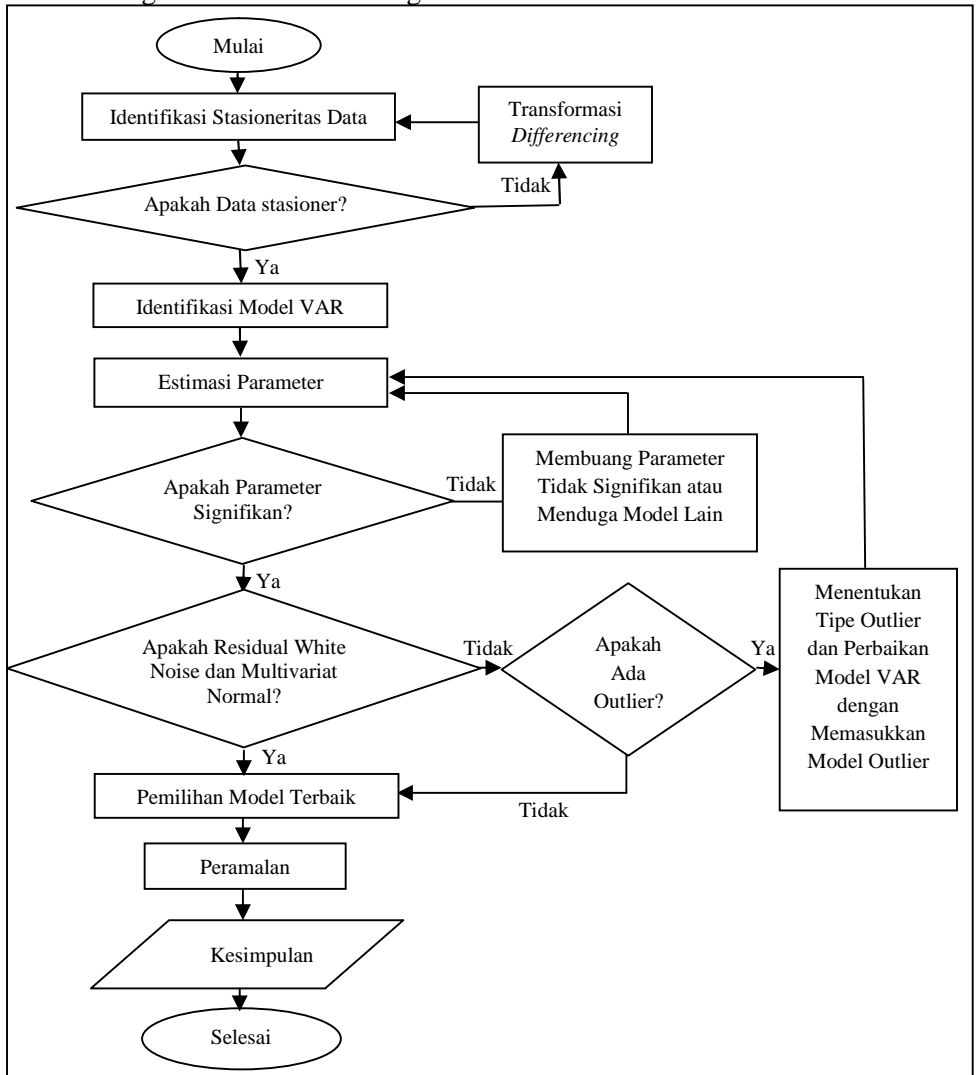 Mulai
Identifikasi Stasioneritas Data
Transformasi
Differencing
Tidak
Apakah Data stasioner?
Ya
Identifikasi Model VAR
Estimasi Parameter
Apakah Parameter
Signifikan?
Tidak
Membuang Parameter
Tidak Signifikan atau
Menduga Model Lain
Ya
Apakah Residual White
Noise dan Multivariat
Normal?
Tidak
Apakah
Ada
Outlier?
Ya
Menentukan
Tipe Outlier
dan Perbaikan
Model VAR
dengan
Memasukkan
Model Outlier
Ya
Tidak
Pemilihan Model Terbaik
Peramalan
Kesimpulan
Selesai